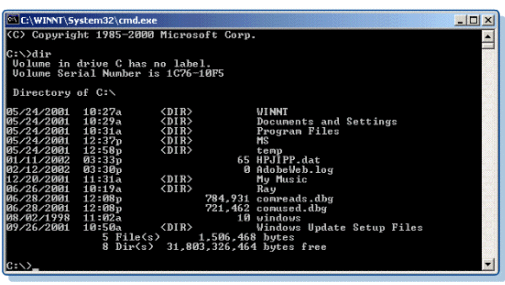 C:\WINNT\System32\cmd.exe
(C) Copyright 1985-2000 Microsoft Corp.
C:\>dir
Volume in drive C has no label.
Volume Serial Number is 1C76-10F5
Directory of C:\
05/24/2001 10:27a <DIR> WINNT
05/24/2001 10:29a <DIR> Documents and Settings
05/24/2001 10:31a <DIR> Program Files
05/24/2001 12:37p <DIR> MS
05/24/2001 12:58p <DIR> temp
01/11/2002 03:33p 65 HPJIPP.dat
02/12/2002 03:30p 0 AdobeWeb.log
12/20/2001 11:31a <DIR> My Music
06/26/2001 10:19a <DIR> Ray
06/28/2001 12:08p 784,931 comreads.dbg
06/28/2001 12:08p 721,462 comused.dbg
08/02/1998 11:02a 10 windows
09/26/2001 10:50a <DIR> Windows Update Setup Files
5 File(s) 1,506,468 bytes
8 Dir(s) 31,803,326,464 bytes free
C:\>_